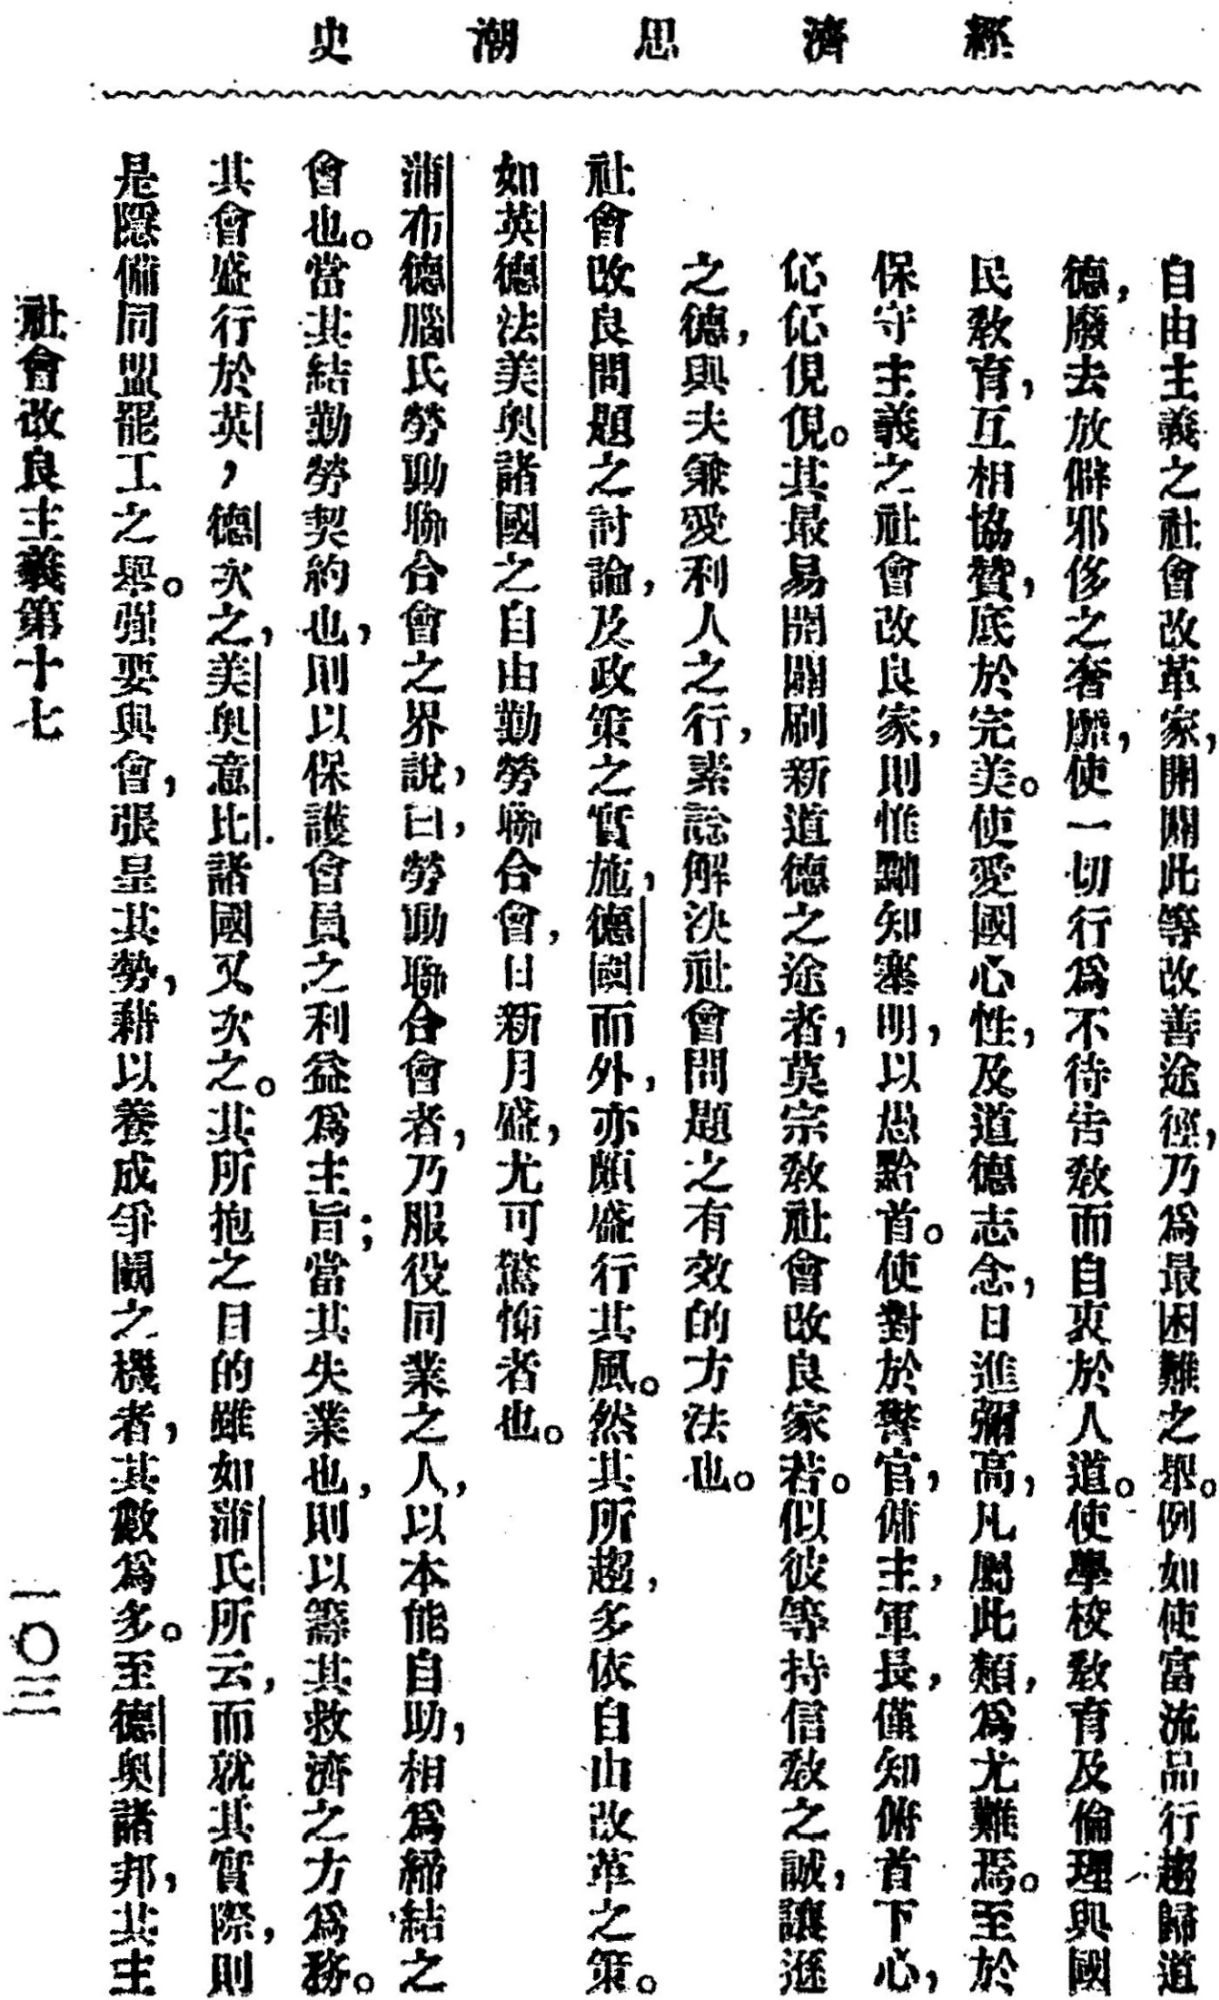 經濟思潮史
自由主義之社會改革家，開闢此等改善途徑，乃爲最困難之舉。例如使富流品行趨歸道
德，廢去放僻邪侈之奢靡，使一切行爲不待告敎而自衷於人道。使學校敎育及倫理與國
民敎育，互相協贊，底於完美。使愛國心性，及道德志念，日進彌高，凡屬此類，爲尤難焉。至於
保守主義之社會改良家，則惟黜知塞明，以愚黔首。使對於警官，傭主，軍長，僅知俯首下心，
伈伈俔俔。其最易開闢刷新道德之途者，莫宗敎社會改良家若。似彼等持信敎之誠，讓遜
之德，與夫兼愛利人之行，素諗解決社會問題之有效的方法也。
社會改良問題之討論，及政策之實施，德國而外，亦頗盛行其風。然其所趨，多依自由改革之策。
如英德法美奥諸國之自由勤勞聯合會，日新月盛，尤可驚怖者也。
蒲布德腦氏勞動聯合會之界說，曰，勞動聯合會者，乃服役同業之人，以本能自助，相爲締結之
會也。當其結勤勞契約也，則以保護會員之利益爲主旨；當其失業也，則以籌其救濟之方爲務。
其會盛行於英，德次之，美奥意比諸國又次之。其所抱之目的雖如蒲氏所云，而就其實際，則
是隱備同盟罷工之舉。强要與會，張皇其勢，藉以養成爭鬭之機者，其數爲多。至德奥諸邦，其主
社會改良主義第十七
一〇三